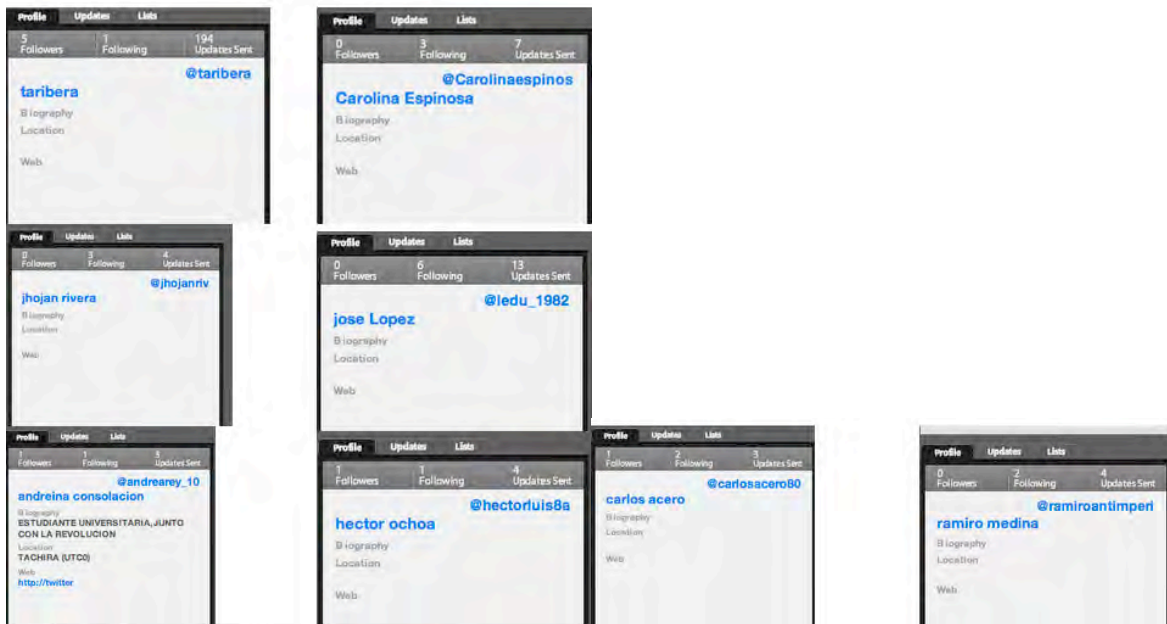 Profile Updates Lists
5 1 194
Followers Following Updates Sent
@taribera
taribera
Biography
Location
Web
Profile Updates Lists
0 3 7
Followers Following Updates Sent
@Carolinaespinos
Carolina Espinosa
Biography
Location
Web
Profile Updates Lists
0 3 4
Followers Following Updates Sent
@jhojanriv
jhojan rivera
Biography
Location
Web
Profile Updates Lists
0 6 13
Followers Following Updates Sent
@ledu_1982
jose Lopez
Biography
Location
Web
Profile Updates Lists
1 1 3
Followers Following Updates Sent
@andrearey_10
andreina consolacion
Biography
ESTUDIANTE UNIVERSITARIA, JUNTO
CON LA REVOLUCION
Location
TACHIRA (UTC0)
Web
http://twitter
Profile Updates Lists
1 1 4
Followers Following Updates Sent
@hectorluis8a
hector ochoa
Biography
Location
Web
Profile Updates Lists
1 2 3
Followers Following Updates Sent
@carlosacero80
carlos acero
Biography
Location
Web
Profile Updates Lists
0 2 4
Followers Following Updates Sent
@ramiroantimperi
ramiro medina
Biography
Location
Web